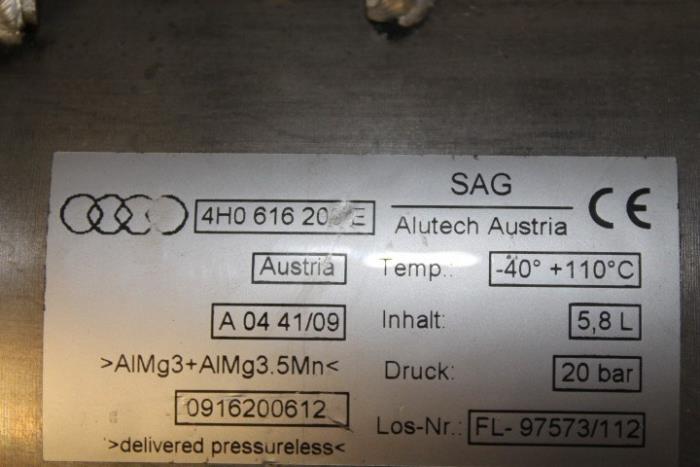 4H0 616 20 E
SAG
Alutech Austria
CE
Austria
Temp.: -40° +110°C
A 04 41/09
Inhalt: 5,8 L
>AlMg3+AlMg3.5Mn<
Druck: 20 bar
0916200612
Los-Nr.: FL- 97573/112
>delivered pressureless<